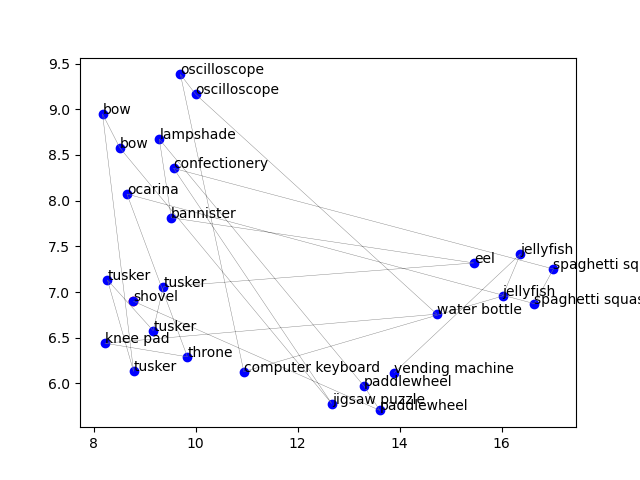 9.5
9.0
8.5
8.0
7.5
7.0
6.5
6.0
oscilloscope
oscilloscope
bow
bow
lampshade
confectionery
ocarina
bannister
eel
jellyfish
spaghetti sq
tusker
tusker
shovel
jellyfish
spaghetti squas
water bottle
tusker
knee pad
throne
tusker
computer keyboard
vending machine
paddlewheel
jigsaw puzzle
paddlewheel
8
10
12
14
16